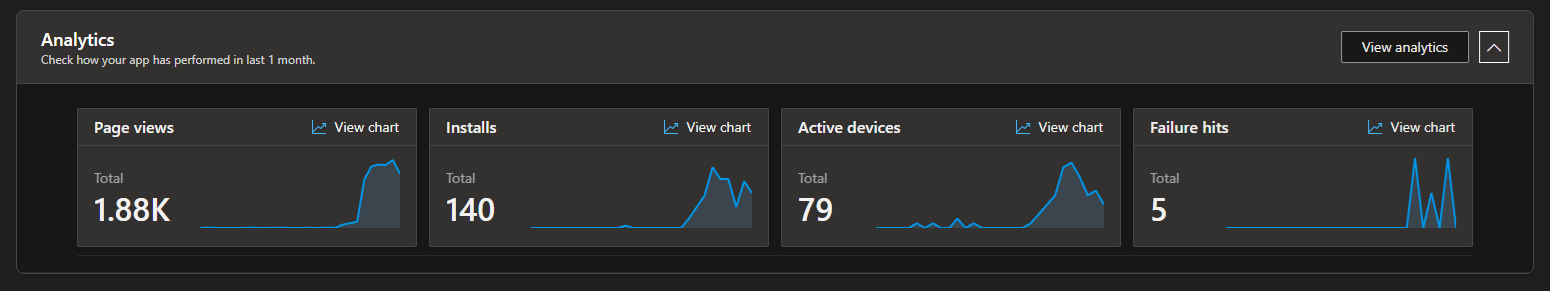 Analytics
Check how your app has performed in last 1 month.
View analytics
Page views
View chart
Total
1.88K
Installs
View chart
Total
140
Active devices
View chart
Total
79
Failure hits
View chart
Total
5